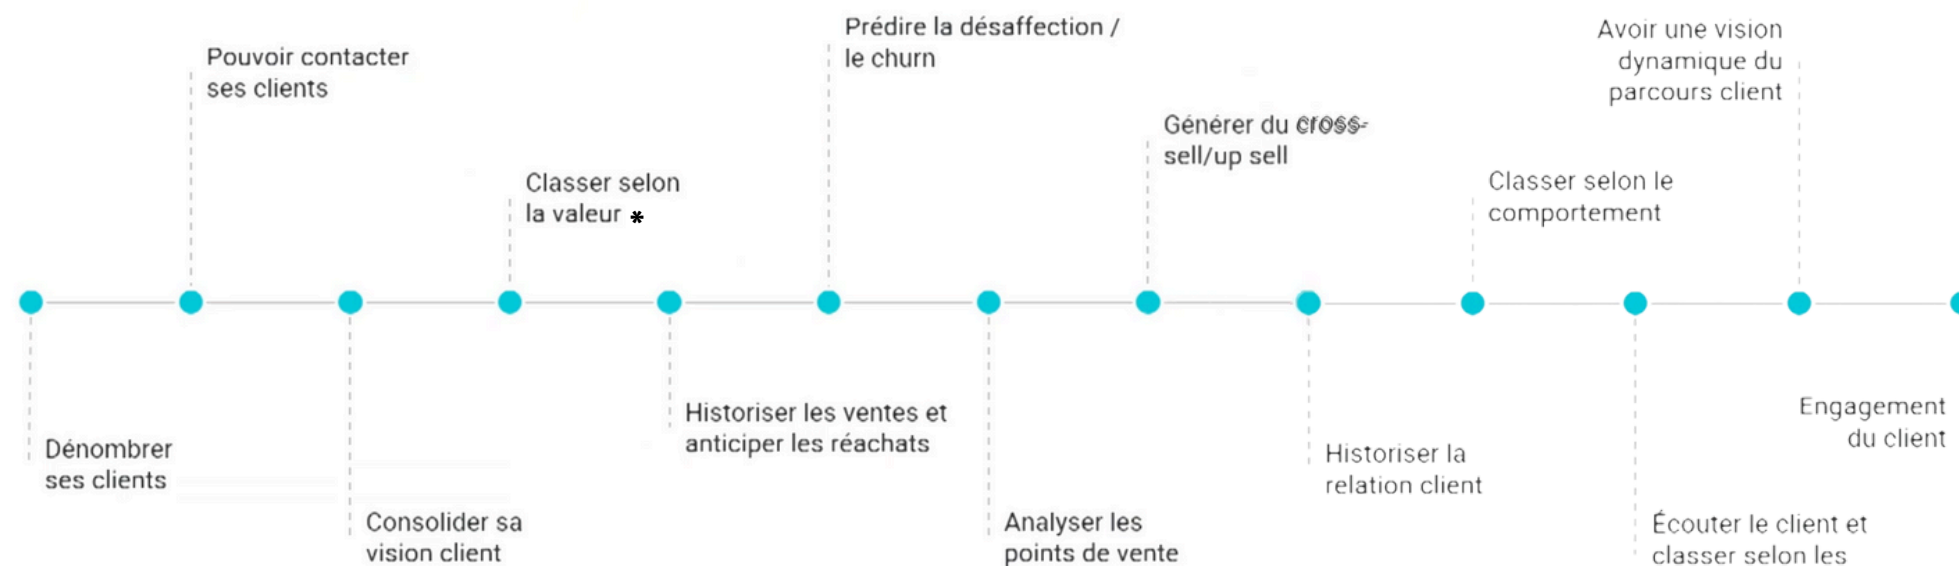 Dénombrer
ses clients
Pouvoir contacter
ses clients
Consolider sa
vision client
Classer selon
la valeur *
Historiser les ventes et
anticiper les réachats
Prédire la désaffection /
le churn
Analyser les
points de vente
Générer du cross-
sell/up sell
Historiser la
relation client
Classer selon le
comportement
Écouter le client et
classer selon les
Avoir une vision
dynamique du
parcours client
Engagement
du client